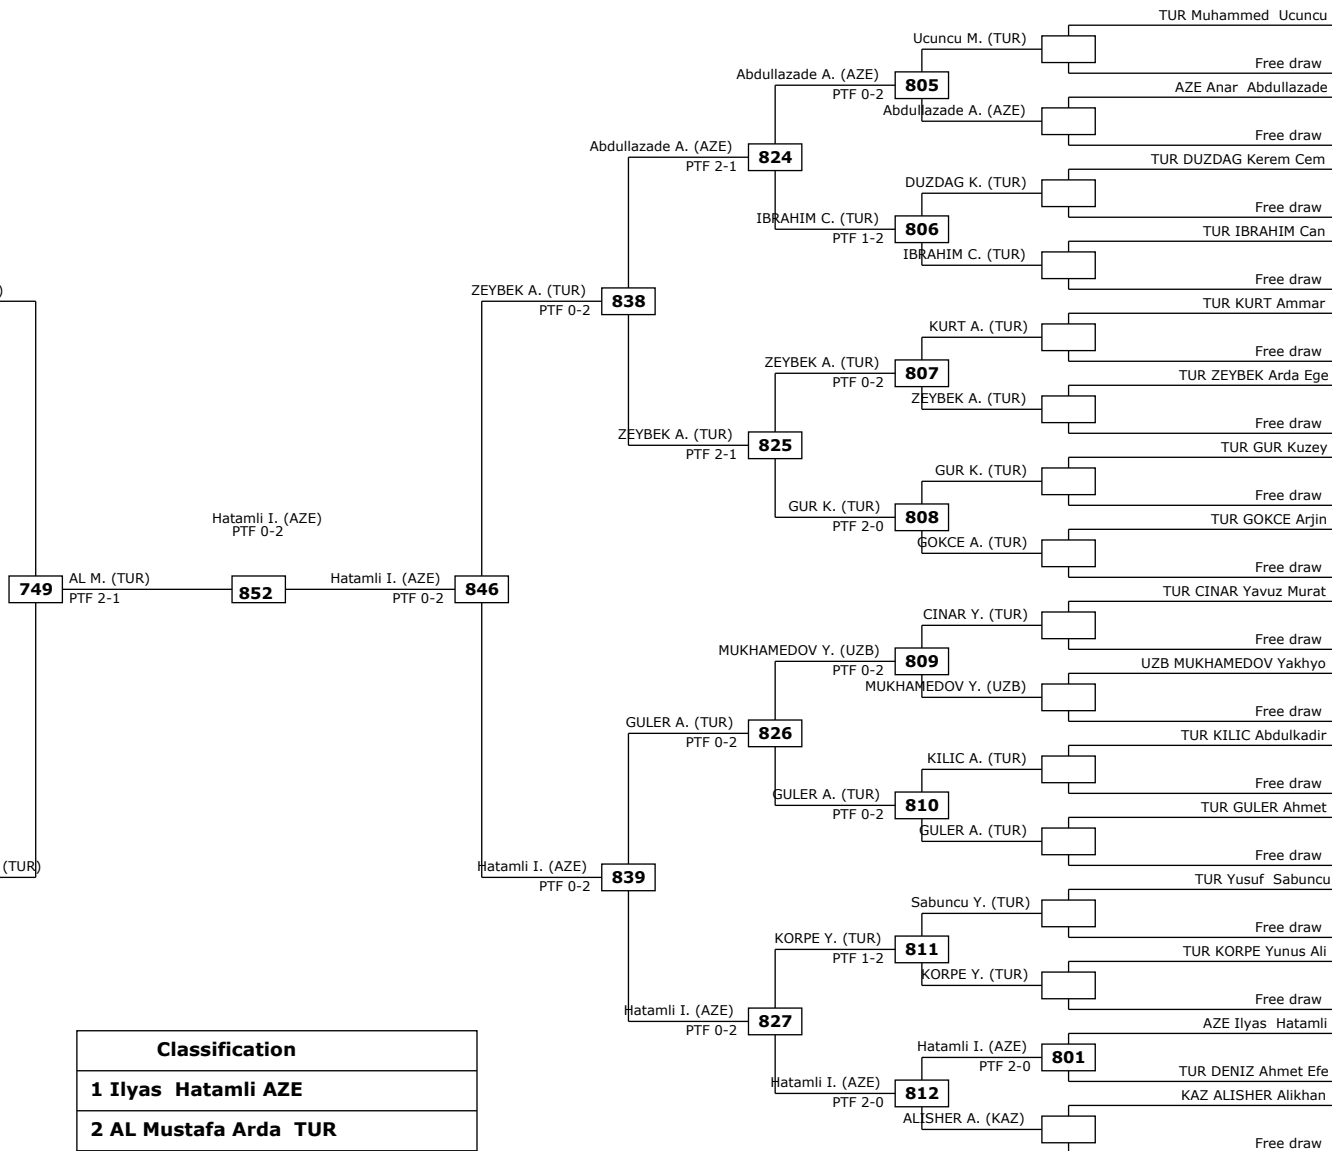 TUR Muhammed  Ucuncu
Ucuncu M. (TUR)
Free draw
Abdullazade A. (AZE)
805
PTF 0-2
AZE Anar  Abdullazade
Abdullazade A. (AZE)
Free draw
Abdullazade A. (AZE)
824
PTF 2-1
TUR DUZDAG Kerem Cem
DUZDAG K. (TUR)
Free draw
IBRAHIM C. (TUR)
806
PTF 1-2
TUR IBRAHIM Can
IBRAHIM C. (TUR)
Free draw
)
ZEYBEK A. (TUR)
838
PTF 0-2
TUR KURT Ammar
KURT A. (TUR)
Free draw
ZEYBEK A. (TUR)
807
PTF 0-2
TUR ZEYBEK Arda Ege
ZEYBEK A. (TUR)
Free draw
ZEYBEK A. (TUR)
825
PTF 2-1
TUR GUR Kuzey
GUR K. (TUR)
Free draw
GUR K. (TUR)
808
PTF 2-0
TUR GOKCE Arjin
GOKCE A. (TUR)
Free draw
Hatamli I. (AZE)
PTF 0-2
749
AL M. (TUR)
PTF 2-1
852
Hatamli I. (AZE)
PTF 0-2
846
TUR CINAR Yavuz Murat
CINAR Y. (TUR)
Free draw
MUKHAMEDOV Y. (UZB)
809
PTF 0-2
UZB MUKHAMEDOV Yakhyo
MUKHAMEDOV Y. (UZB)
Free draw
GULER A. (TUR)
826
PTF 0-2
TUR KILIC Abdulkadir
KILIC A. (TUR)
Free draw
GULER A. (TUR)
810
PTF 0-2
TUR GULER Ahmet
GULER A. (TUR)
Free draw
(TUR)
Hatamli I. (AZE)
839
PTF 0-2
TUR Yusuf  Sabuncu
Sabuncu Y. (TUR)
Free draw
KORPE Y. (TUR)
811
PTF 1-2
TUR KORPE Yunus Ali
KORPE Y. (TUR)
Free draw
Hatamli I. (AZE)
827
PTF 0-2
AZE Ilyas  Hatamli
Hatamli I. (AZE)
801
PTF 2-0
TUR DENIZ Ahmet Efe
Hatamli I. (AZE)
812
PTF 2-0
KAZ ALISHER Alikhan
ALISHER A. (KAZ)
Free draw
Classification
1 Ilyas  Hatamli AZE
2 AL Mustafa Arda  TUR